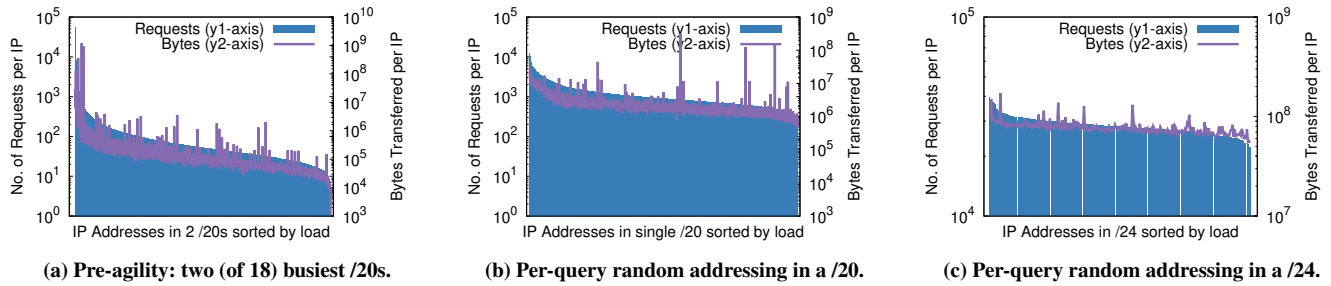 No. of Requests per IP
10^5
10^4
10^3
10^2
10^1
10^0
Requests (y1-axis)
Bytes (y2-axis)
10^10
10^9
10^8
10^7
10^6
10^5
10^4
10^3
Bytes Transferred per IP
IP Addresses in 2 /20s sorted by load
(a) Pre-agility: two (of 18) busiest /20s.
No. of Requests per IP
10^5
10^4
10^3
10^2
10^1
10^0
Requests (y1-axis)
Bytes (y2-axis)
10^9
10^8
10^7
10^6
10^5
10^4
10^3
Bytes Transferred per IP
IP Addresses in single /20 sorted by load
(b) Per-query random addressing in a /20.
No. of Requests per IP
10^5
10^4
Requests (y1-axis)
Bytes (y2-axis)
10^9
10^8
10^7
Bytes Transferred per IP
IP Addresses in /24 sorted by load
(c) Per-query random addressing in a /24.